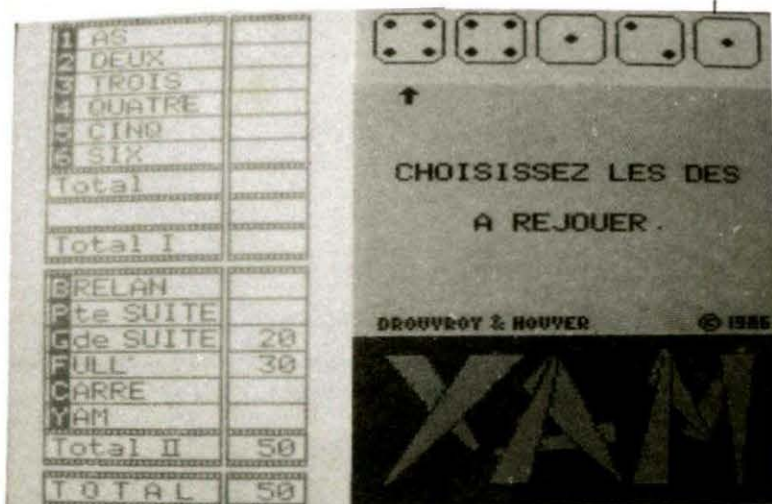 1 AS
2 DEUX
3 TROIS
4 QUATRE
5 CINQ
6 SIX
Total
Total I
BRELAN
Pte SUITE
Gde SUITE 20
FULL' 30
CARRE
YAM
Total II 50
TOTAL 50
CHOISISSEZ LES DES
A REJOUER.
DROUVROY & HOUVER © 1986
YAM